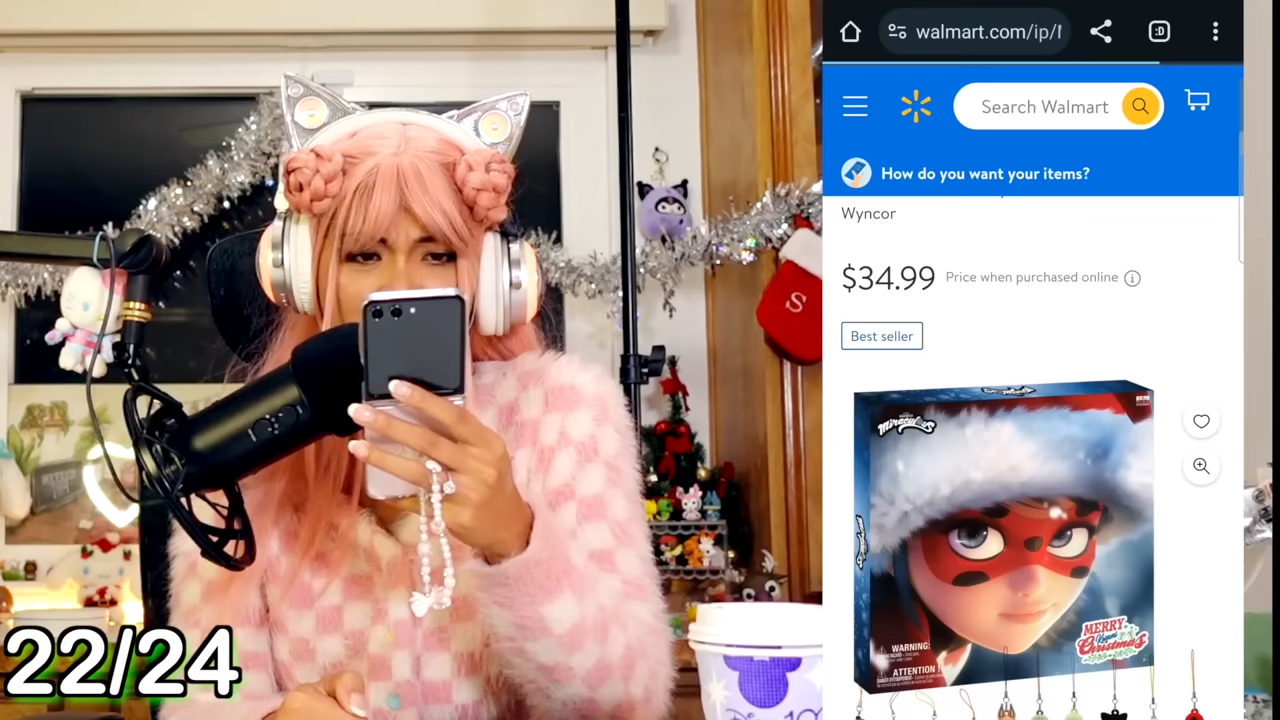 walmart.com/ip/
Search Walmart
How do you want your items?
Wyncor
$34.99 Price when purchased online
Best seller
Miraculous
S
MERRY
Christmas
WARNING:
ATTENTION
22/24